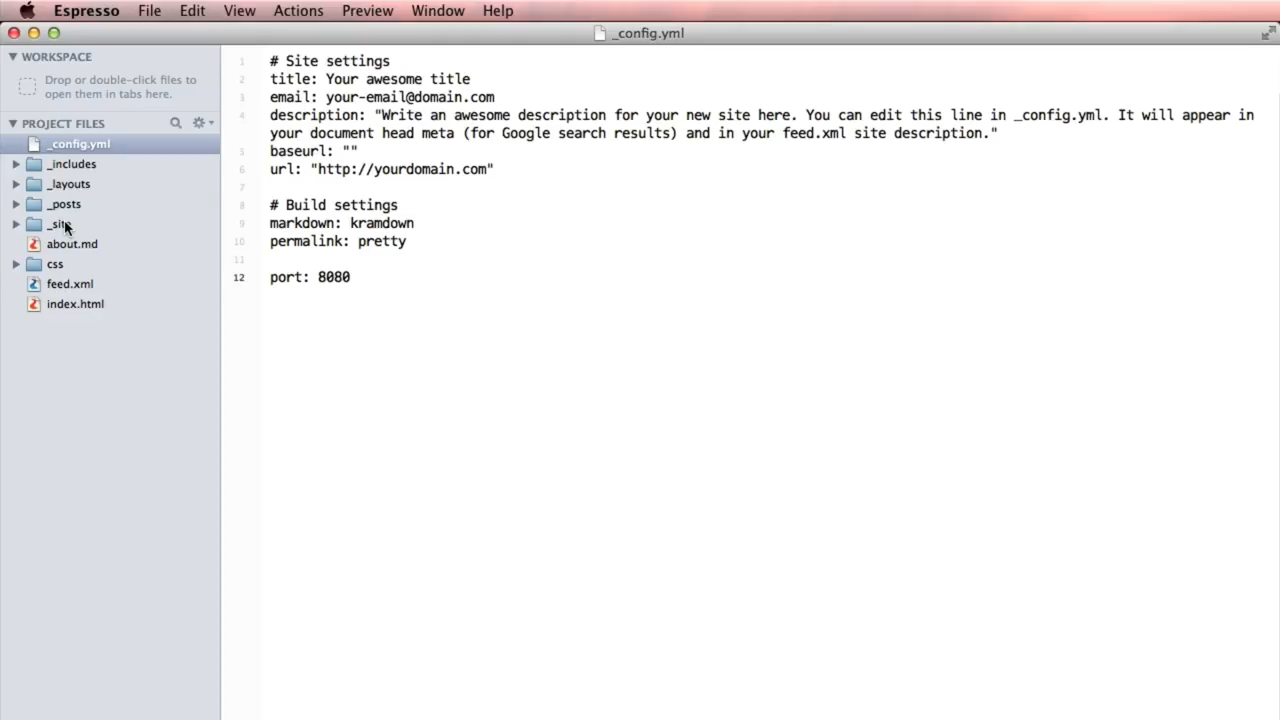 Espresso File Edit View Actions Preview Window Help
_config.yml
WORKSPACE
Drop or double-click files to
open them in tabs here.
PROJECT FILES
_config.yml
_includes
_layouts
_posts
about.md
css
feed.xml
index.html
1 # Site settings
2 title: Your awesome title
3 email: your-email@domain.com
4 description: "Write an awesome description for your new site here. You can edit this line in _config.yml. It will appear in
your document head meta (for Google search results) and in your feed.xml site description."
5 baseurl: ""
6 url: "http://yourdomain.com"
7
8 # Build settings
9 markdown: kramdown
10 permalink: pretty
11
12 port: 8080